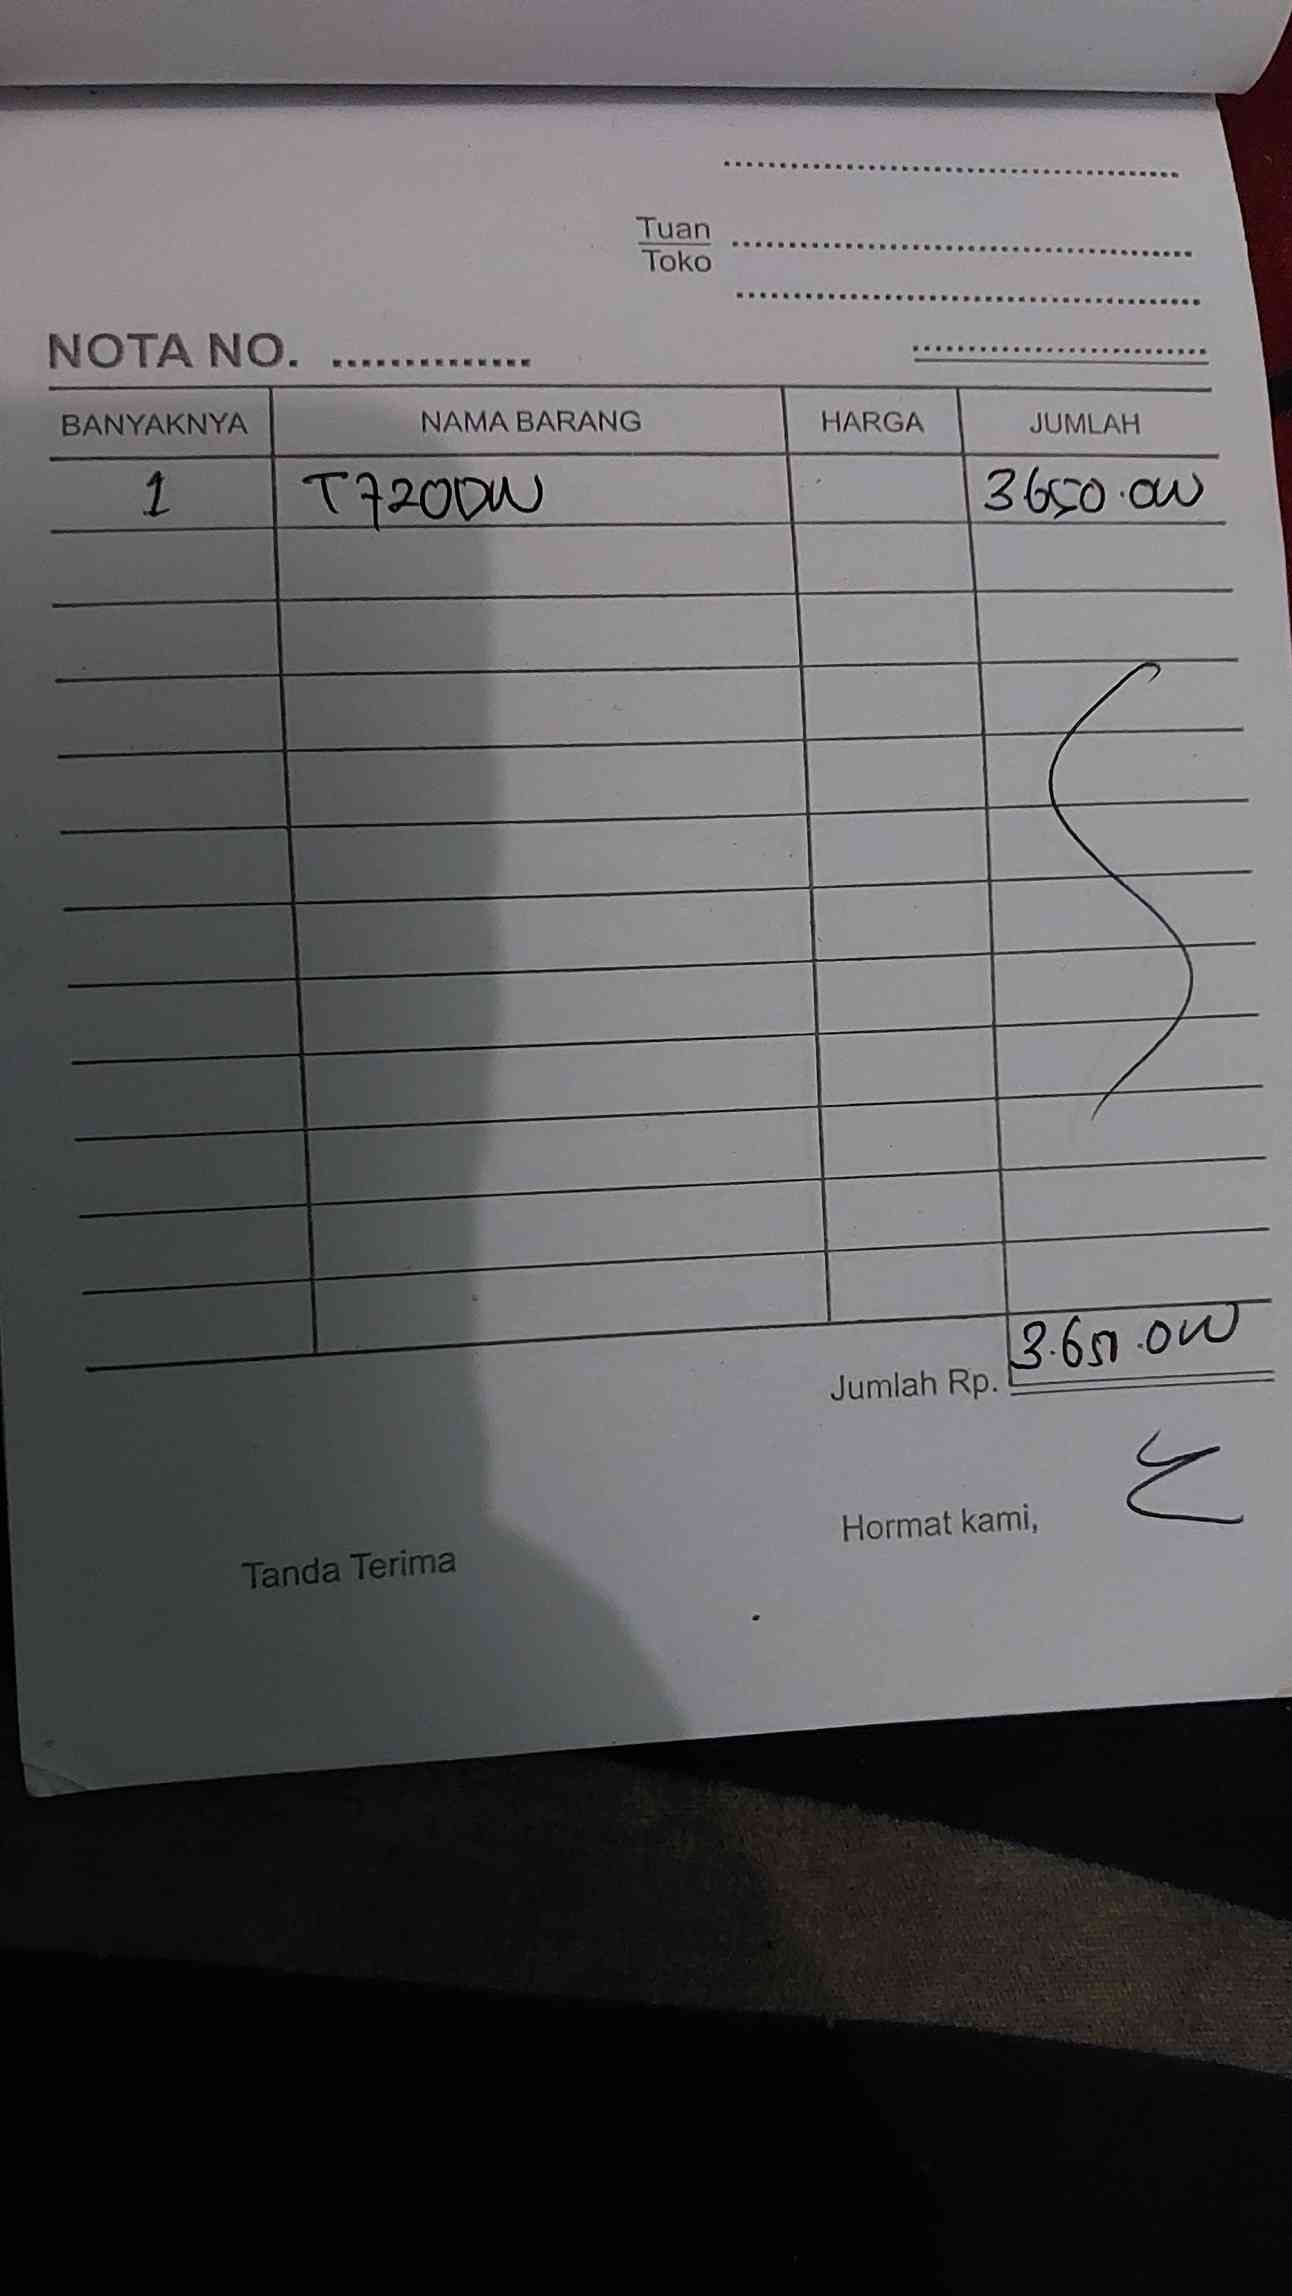 Tuan
Toko
NOTA NO.
BANYAKNYA NAMA BARANG HARGA JUMLAH
1 T720DW 3650.000
Jumlah Rp. 3.650.000
Hormat kami,
Tanda Terima